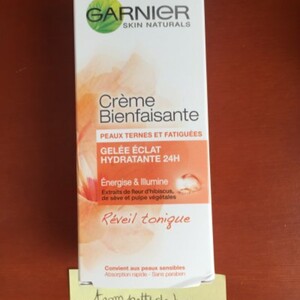 GARNIER
SKIN NATURALS
Crème
Bienfaisante
PEAUX TERNES ET FATIGUÉES
GELÉE ÉCLAT
HYDRATANTE 24H
Énergise & Illumine
Extraits de fleur d'hibiscus,
de sève et pulpe végétales
Réveil tonique
Convient aux peaux sensibles
Absorption rapide - Sans parabén